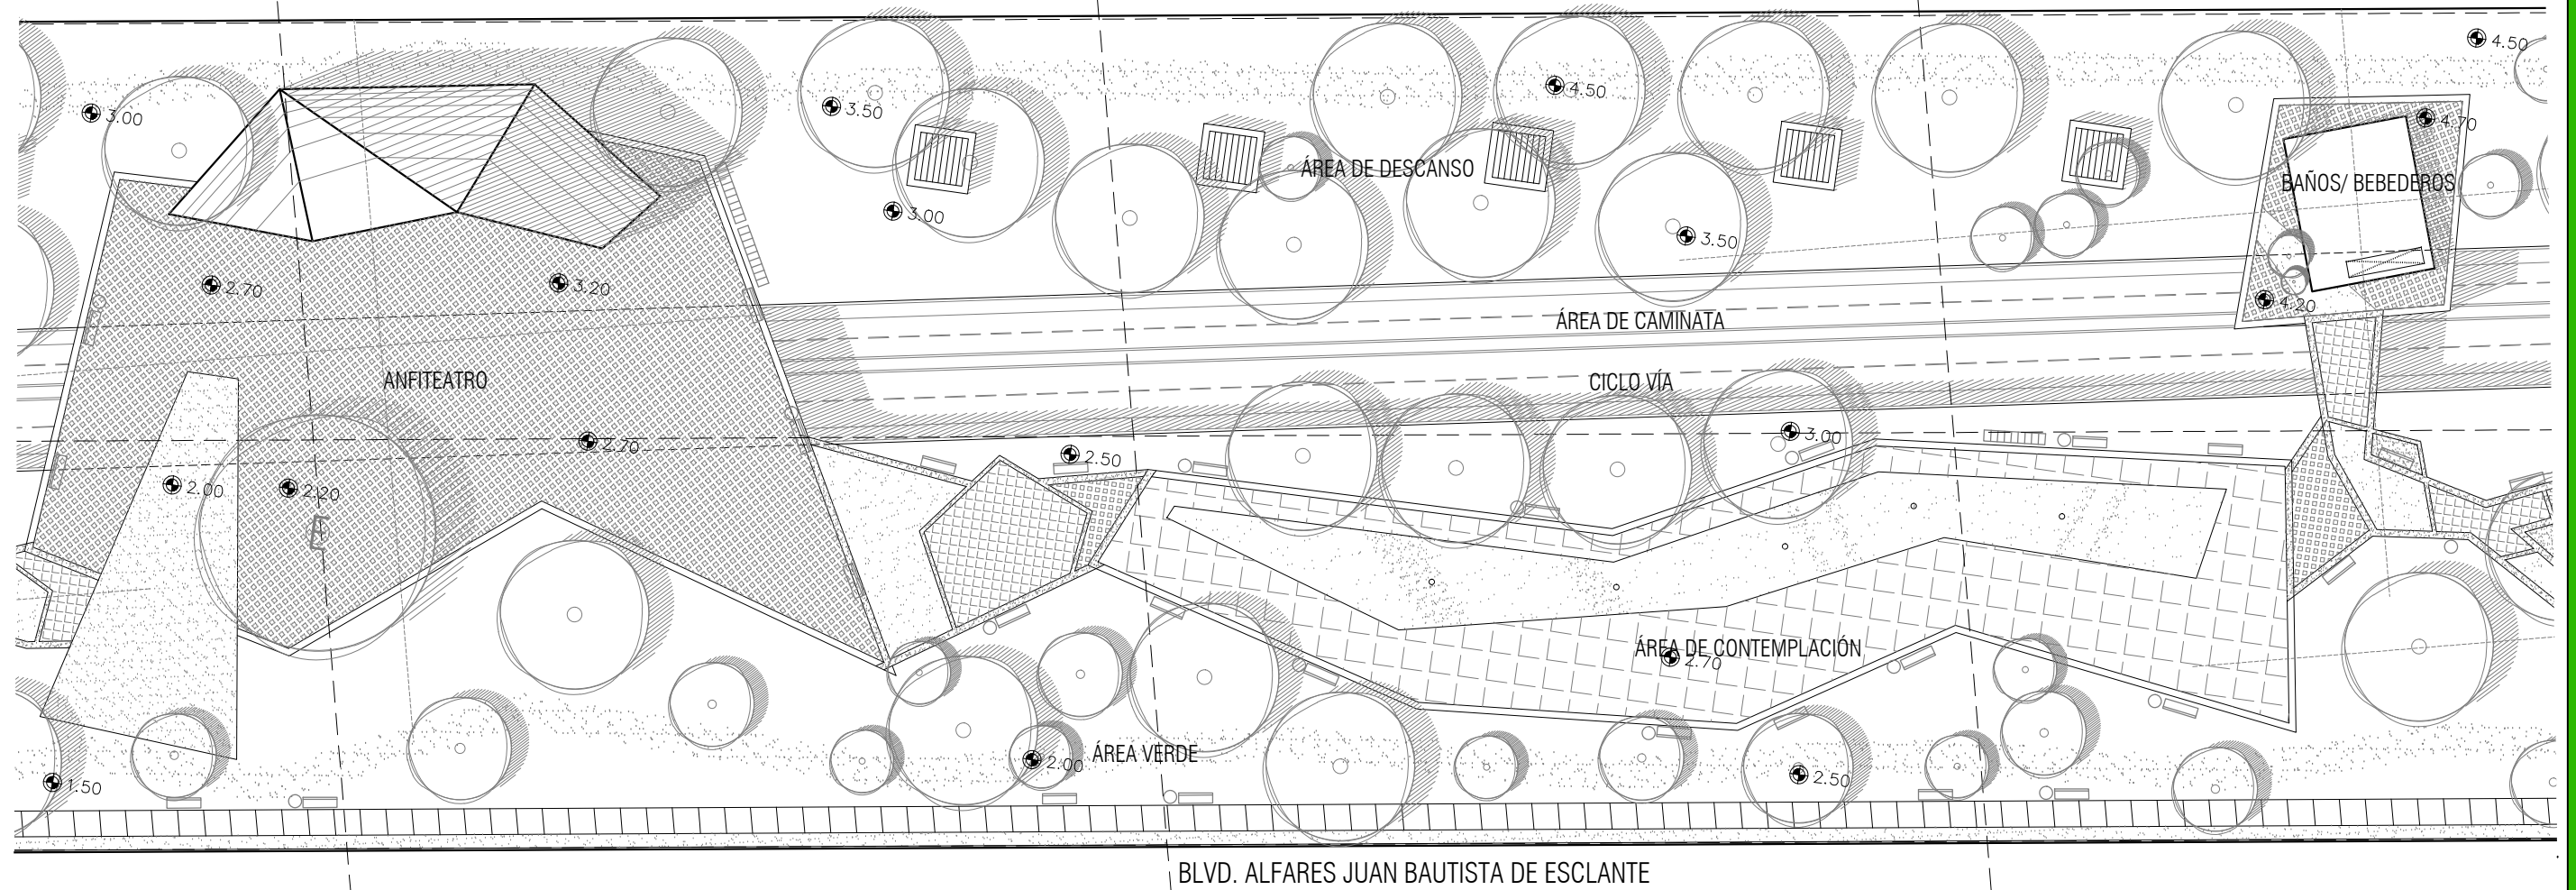 4.50
4.50
3.00
3.50
4.70
ÁREA DE DESCANSO
BAÑOS/ BEBEDEROS
3.00
3.50
2.70
3.20
4.20
ÁREA DE CAMINATA
ANFITEATRO
CICLO VÍA
2.70
3.00
2.50
2.00
2.20
ÁREA DE CONTEMPLACIÓN
2.70
ÁREA VERDE
2.00
2.50
1.50
BLVD. ALFARES JUAN BAUTISTA DE ESCLANTE